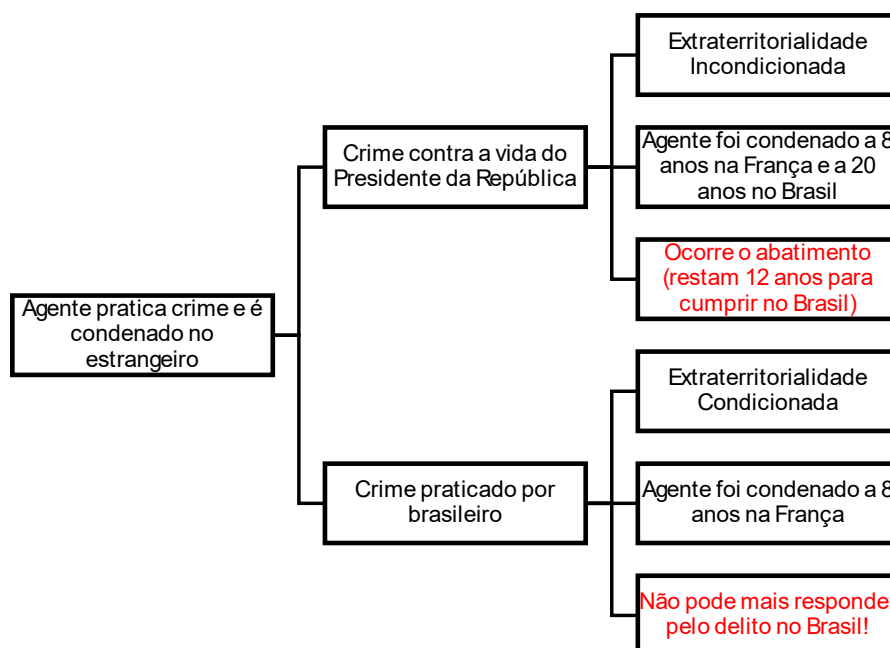 Extraterritorialidade
Incondicionada
Crime contra a vida do
Presidente da República
Agente foi condenado a 8
anos na França e a 20
anos no Brasil
Ocorre o abatimento
(restam 12 anos para
cumprir no Brasil)
Agente pratica crime e é
condenado no
estrangeiro
Extraterritorialidade
Condicionada
Crime praticado por
brasileiro
Agente foi condenado a 8
anos na França
Não pode mais responde
pelo delito no Brasil!